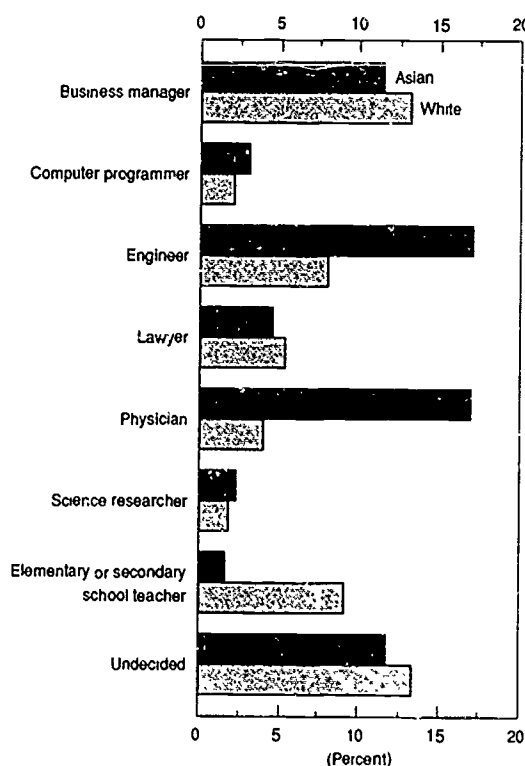 0 5 10 15 20
Business manager
Asian
White
Computer programmer
Engineer
Lawyer
Physician
Science researcher
Elementary or secondary
school teacher
Undecided
0 5 10 15 20
(Percent)